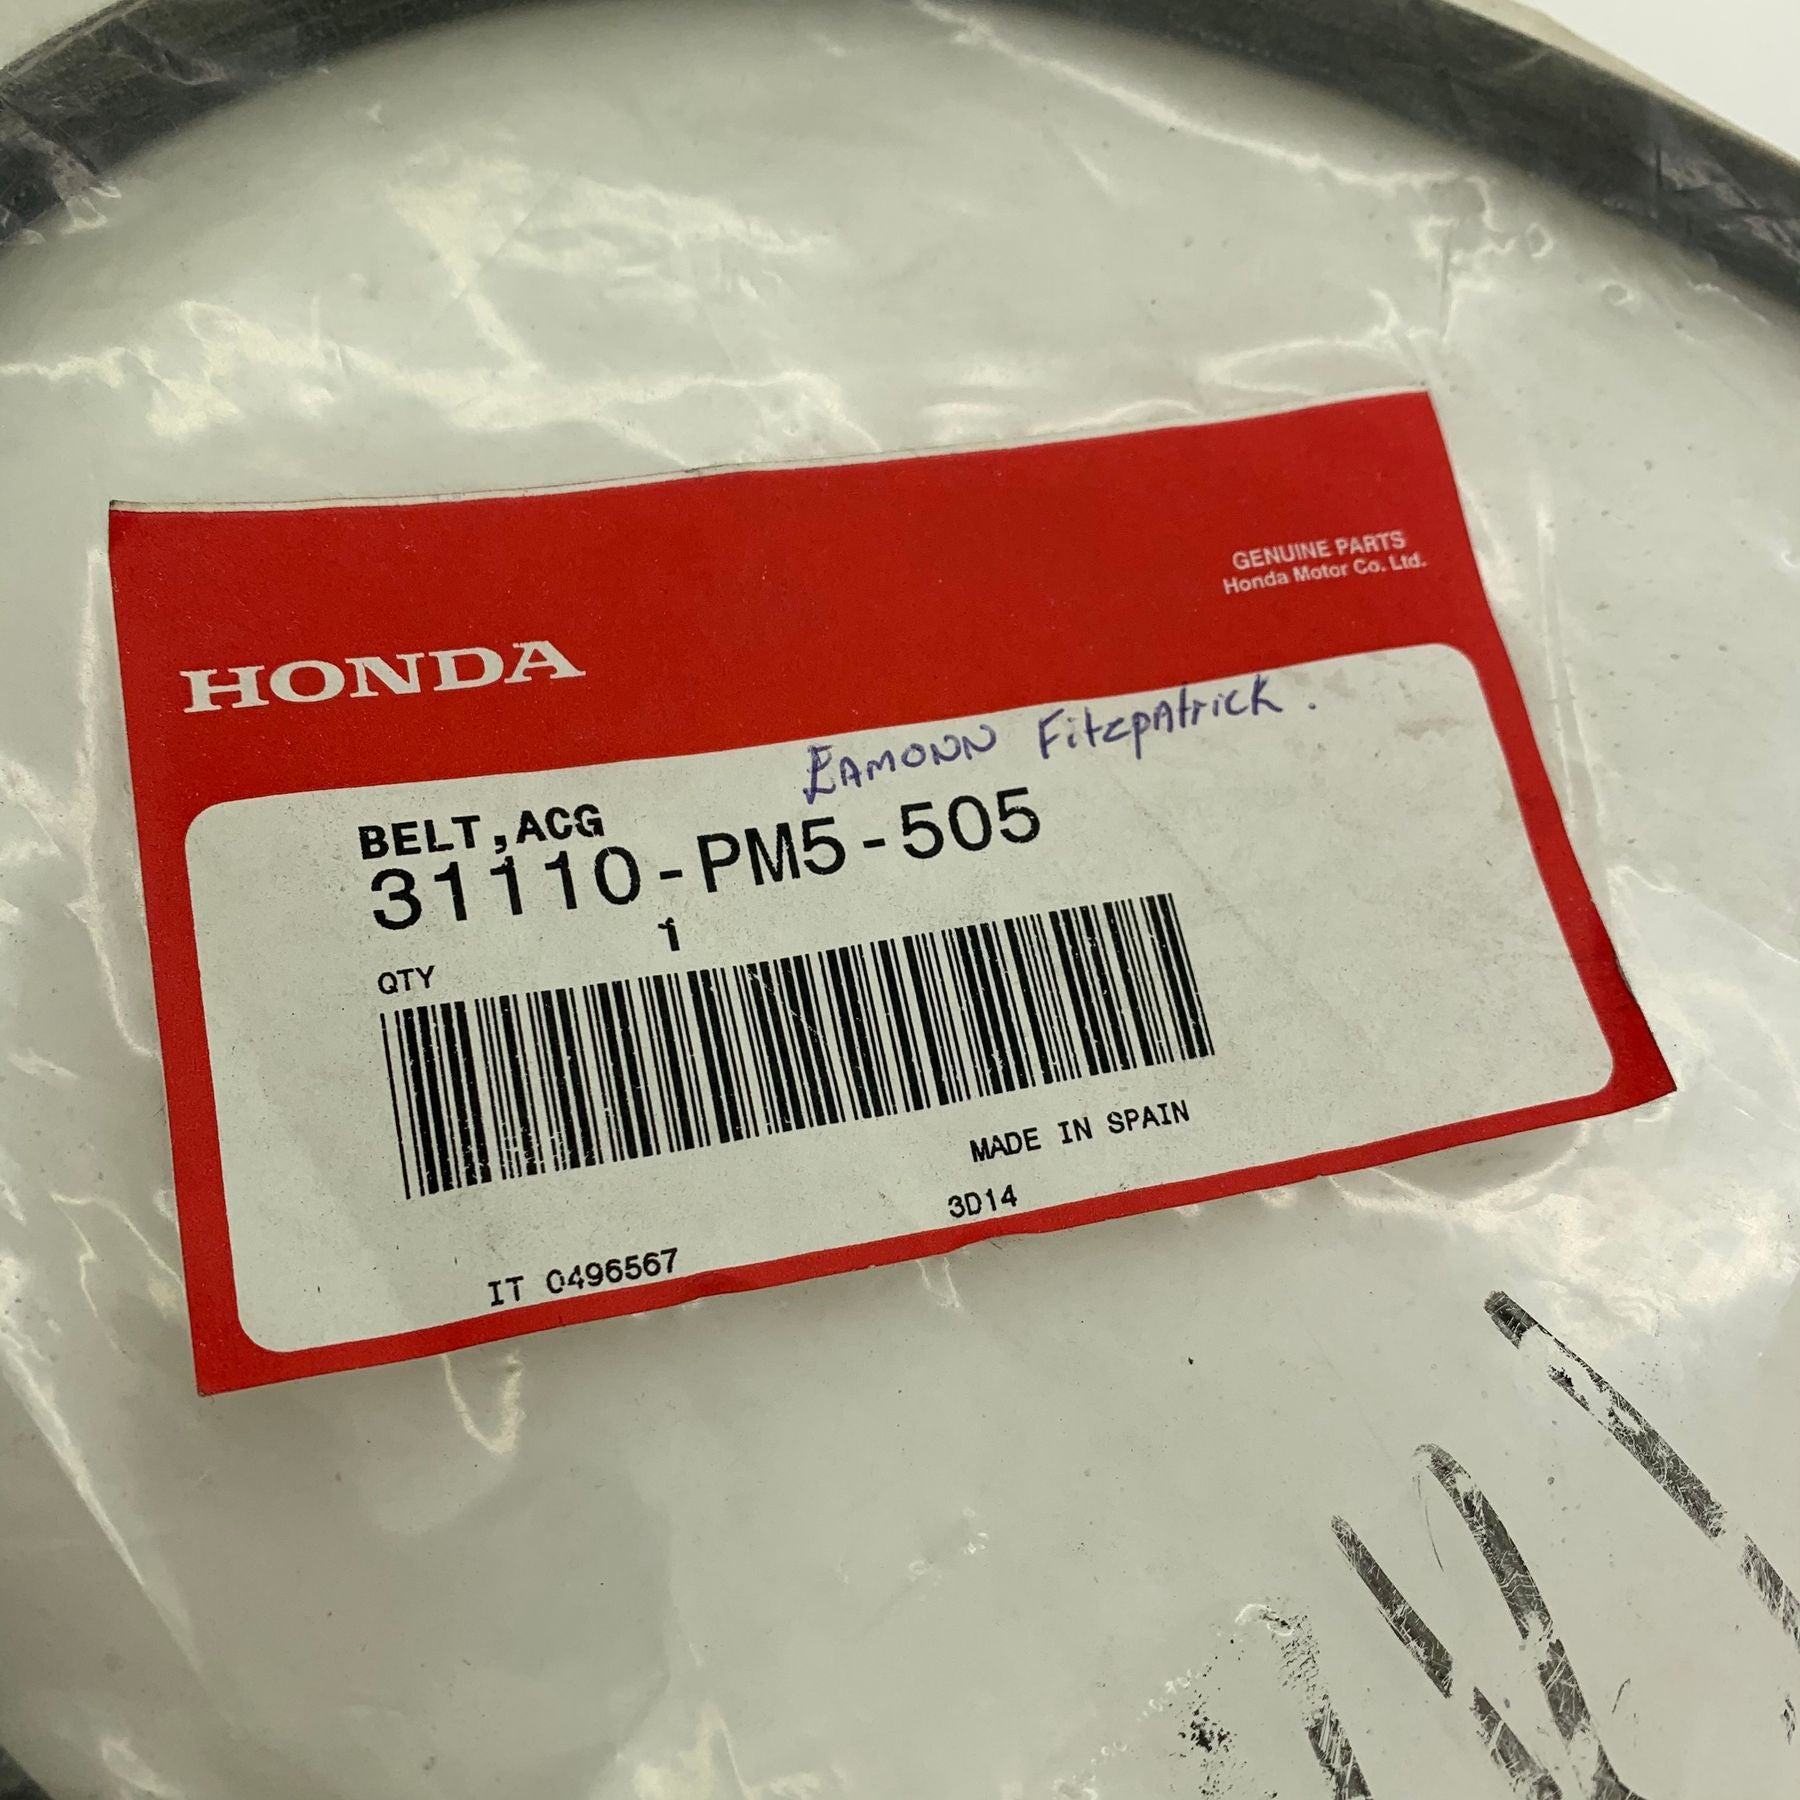 GENUINE PARTS
Honda Motor Co. Ltd.
HONDA
EAMONN FitzpAtrick.
BELT,ACG
31110-PM5-505
1
QTY
MADE IN SPAIN
3D14
IT 0496567